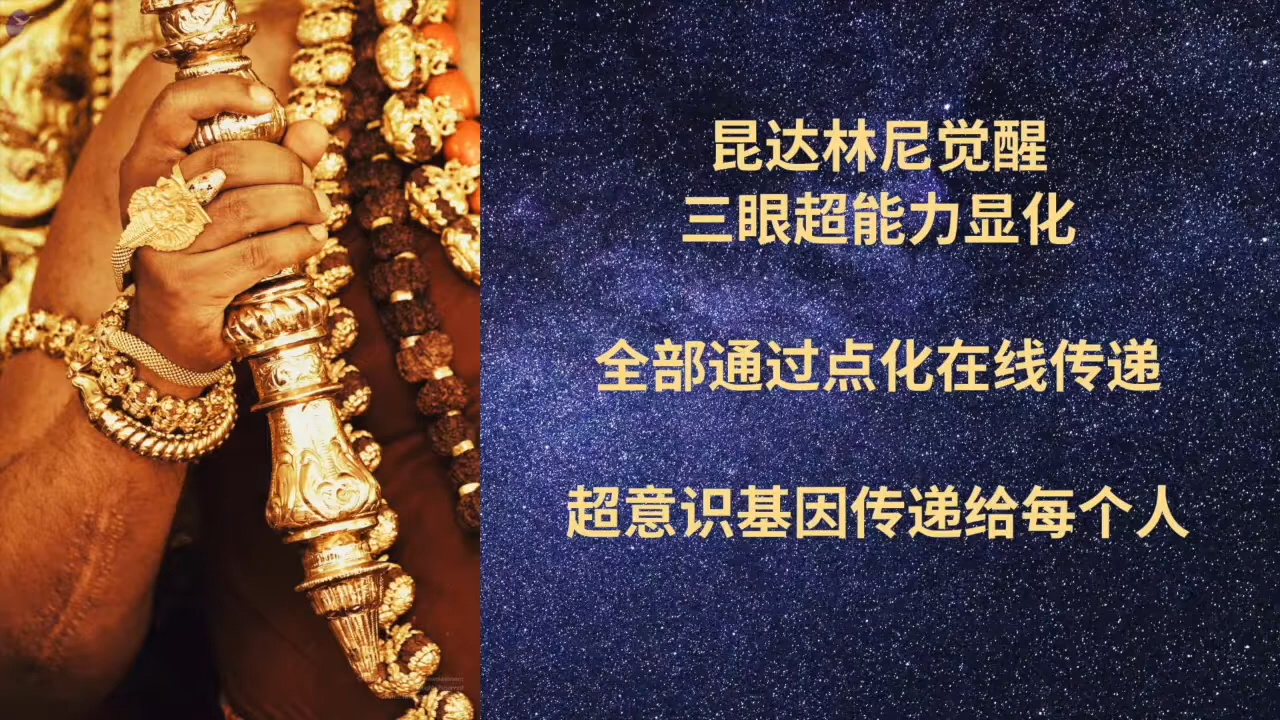 昆达林尼觉醒
三眼超能力显化
全部通过点化在线传递
超意识基因传递给每个人